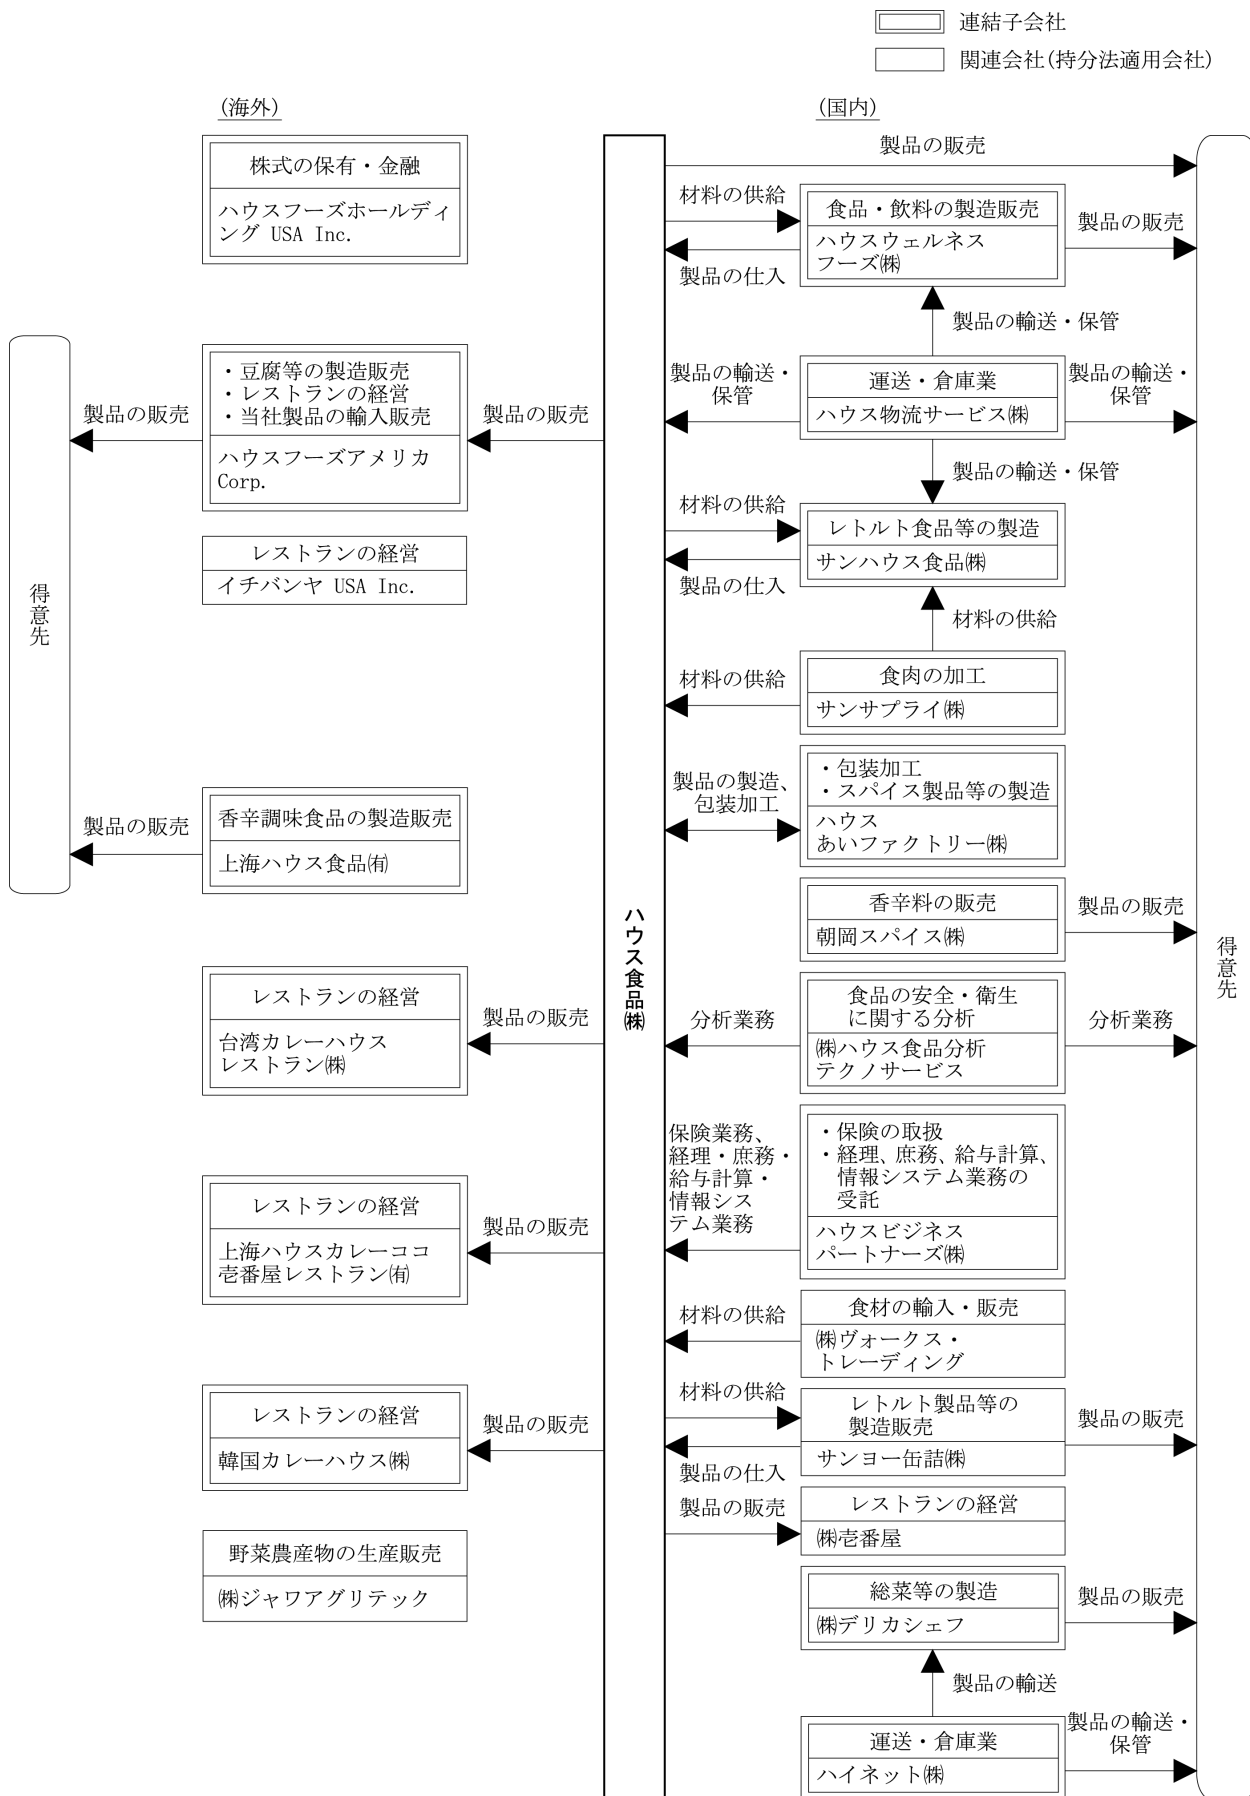 連結子会社
関連会社(持分法適用会社)
(海外)
(国内)
株式の保有・金融
ハウスフーズホールディ
ング USA Inc.
・豆腐等の製造販売
・レストランの経営
・当社製品の輸入販売
ハウスフーズアメリカ
Corp.
製品の販売
製品の販売
レストランの経営
イチバンヤ USA Inc.
得意先
香辛調味食品の製造販売
上海ハウス食品㈲
製品の販売
レストランの経営
台湾カレーハウス
レストラン㈱
製品の販売
レストランの経営
上海ハウスカレーココ
壱番屋レストラン㈲
製品の販売
レストランの経営
韓国カレーハウス㈱
製品の販売
野菜農産物の生産販売
㈱ジャワアグリテック
ハウス食品㈱
製品の販売
材料の供給
製品の仕入
食品・飲料の製造販売
ハウスウェルネス
フーズ㈱
製品の販売
製品の輸送・保管
製品の輸送・
保管
運送・倉庫業
ハウス物流サービス㈱
製品の輸送・
保管
製品の輸送・保管
材料の供給
製品の仕入
レトルト食品等の製造
サンハウス食品㈱
材料の供給
材料の供給
食肉の加工
サンサプライ㈱
製品の製造、
包装加工
・包装加工
・スパイス製品等の製造
ハウス
あいファクトリー㈱
香辛料の販売
朝岡スパイス㈱
製品の販売
分析業務
食品の安全・衛生
に関する分析
㈱ハウス食品分析
テクノサービス
分析業務
保険業務、
経理・庶務・
給与計算・
情報シス
テム業務
・保険の取扱
・経理、庶務、給与計算、
情報システム業務の
受託
ハウスビジネス
パートナーズ㈱
材料の供給
食材の輸入・販売
㈱ヴォークス・
トレーディング
材料の供給
製品の仕入
レトルト製品等の
製造販売
サンヨー缶詰㈱
製品の販売
製品の販売
レストランの経営
㈱壱番屋
総菜等の製造
㈱デリカシェフ
製品の販売
製品の輸送
運送・倉庫業
ハイネット㈱
製品の輸送・
保管
得意先